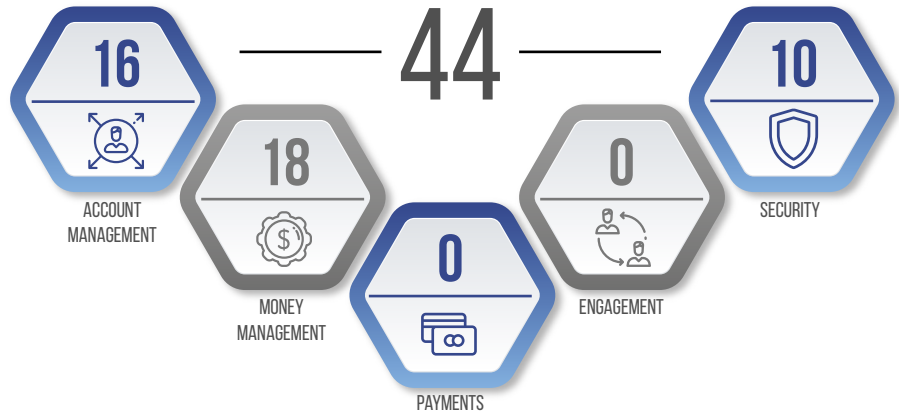 44
16
ACCOUNT
MANAGEMENT
18
$
MONEY
MANAGEMENT
0
PAYMENTS
0
ENGAGEMENT
10
SECURITY